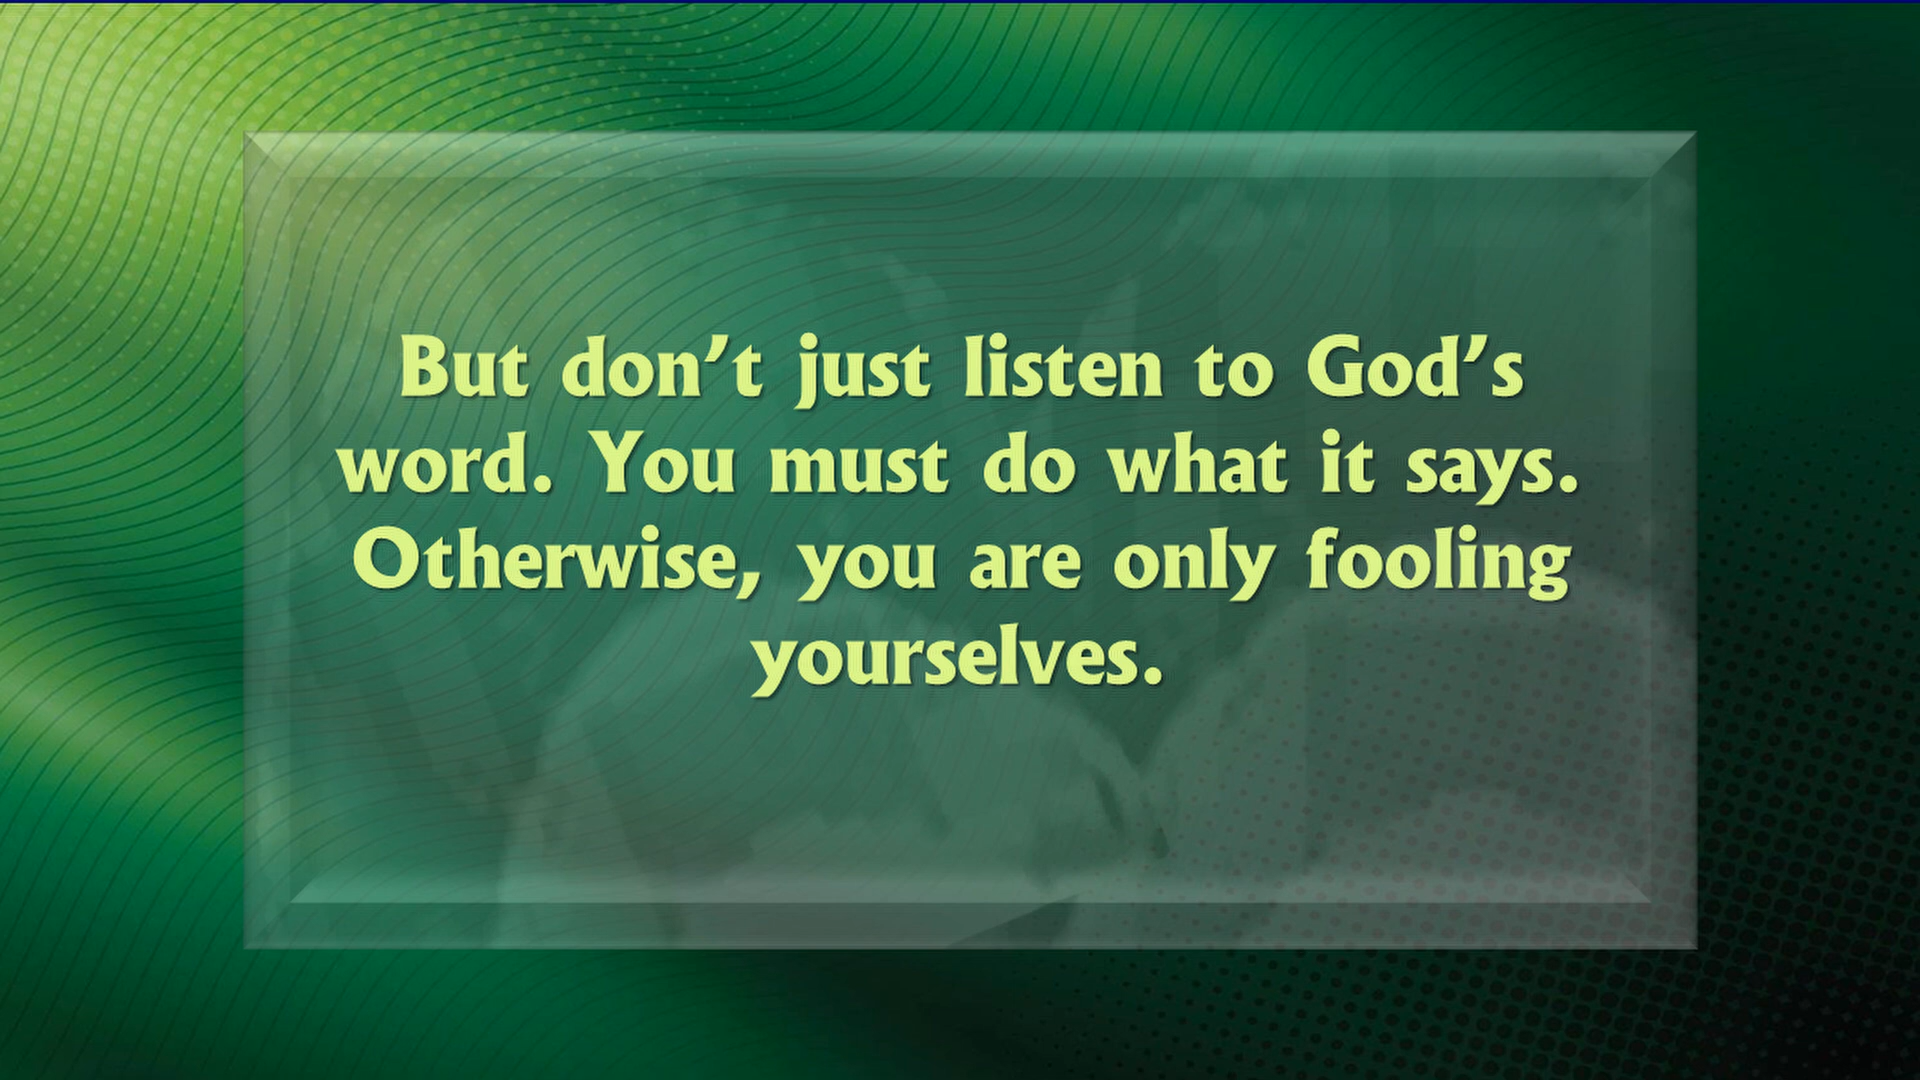 But don’t just listen to God’s
word. You must do what it says.
Otherwise, you are only fooling
yourselves.